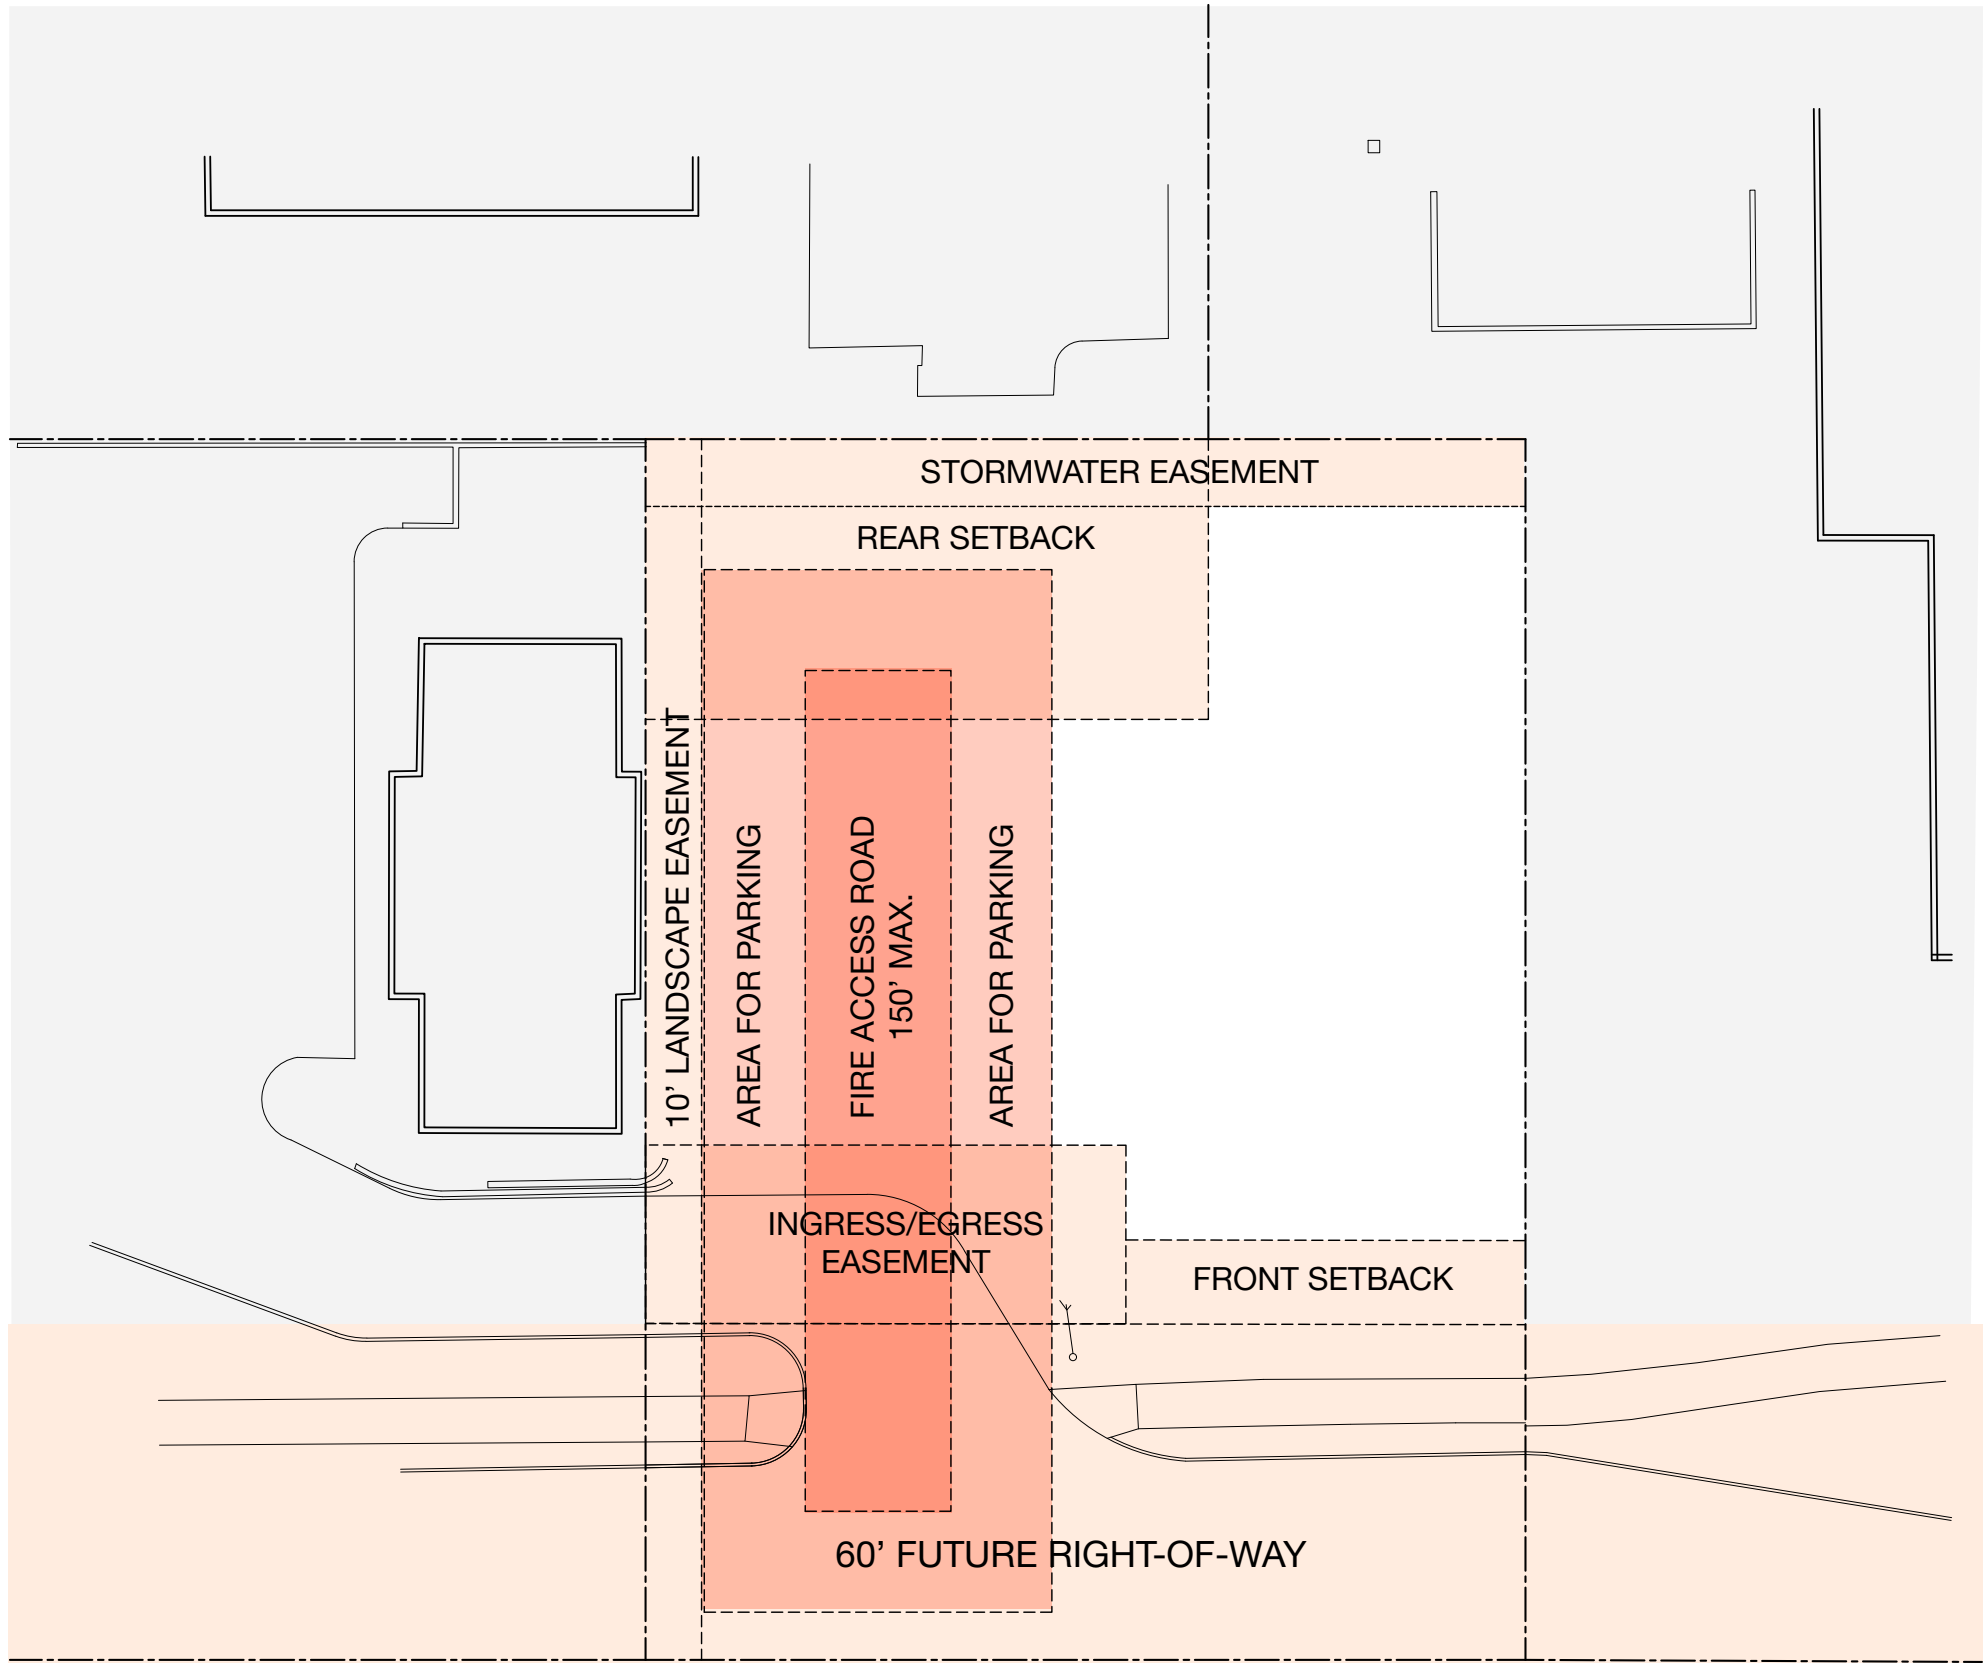 STORMWATER EASEMENT
REAR SETBACK
10’ LANDSCAPE EASEMENT
AREA FOR PARKING
FIRE ACCESS ROAD
150’ MAX.
AREA FOR PARKING
INGRESS/EGRESS
EASEMENT
FRONT SETBACK
60’ FUTURE RIGHT-OF-WAY